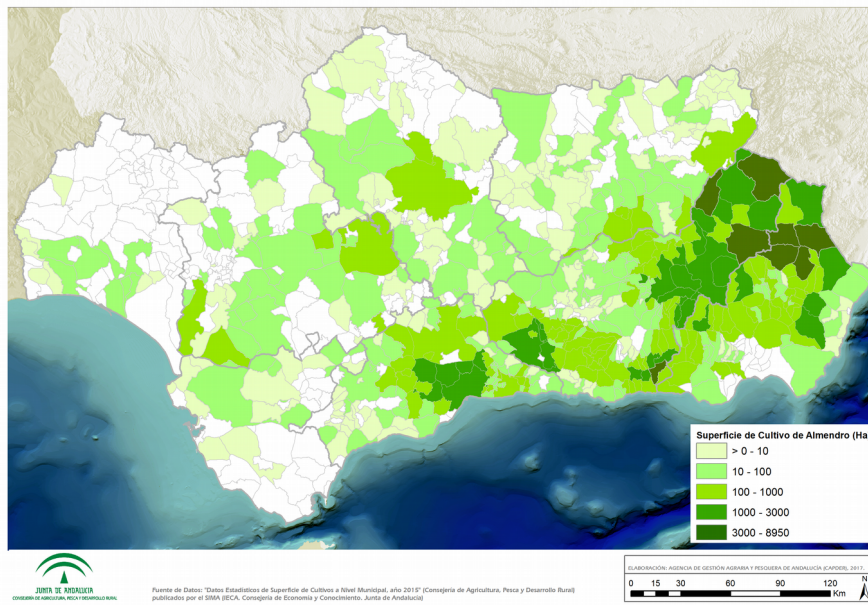 Superficie de Cultivo de Almendro (Ha
> 0 - 10
10 - 100
100 - 1000
1000 - 3000
3000 - 8950
ELABORACIÓN: AGENCIA DE GESTIÓN AGRARIA Y PESQUERA DE ANDALUCÍA (CAPDER), 2017.
0 15 30 60 90 120
Km
N
JUNTA DE ANDALUCIA
CONSEJERÍA DE AGRICULTURA, PESCA Y DESARROLLO RURAL
Fuente de Datos: "Datos Estadísticos de Superficie de Cultivos a Nivel Municipal, año 2015" (Consejería de Agricultura, Pesca y Desarrollo Rural)
publicados por el SIMA (IECA. Consejería de Economía y Conocimiento. Junta de Andalucía)